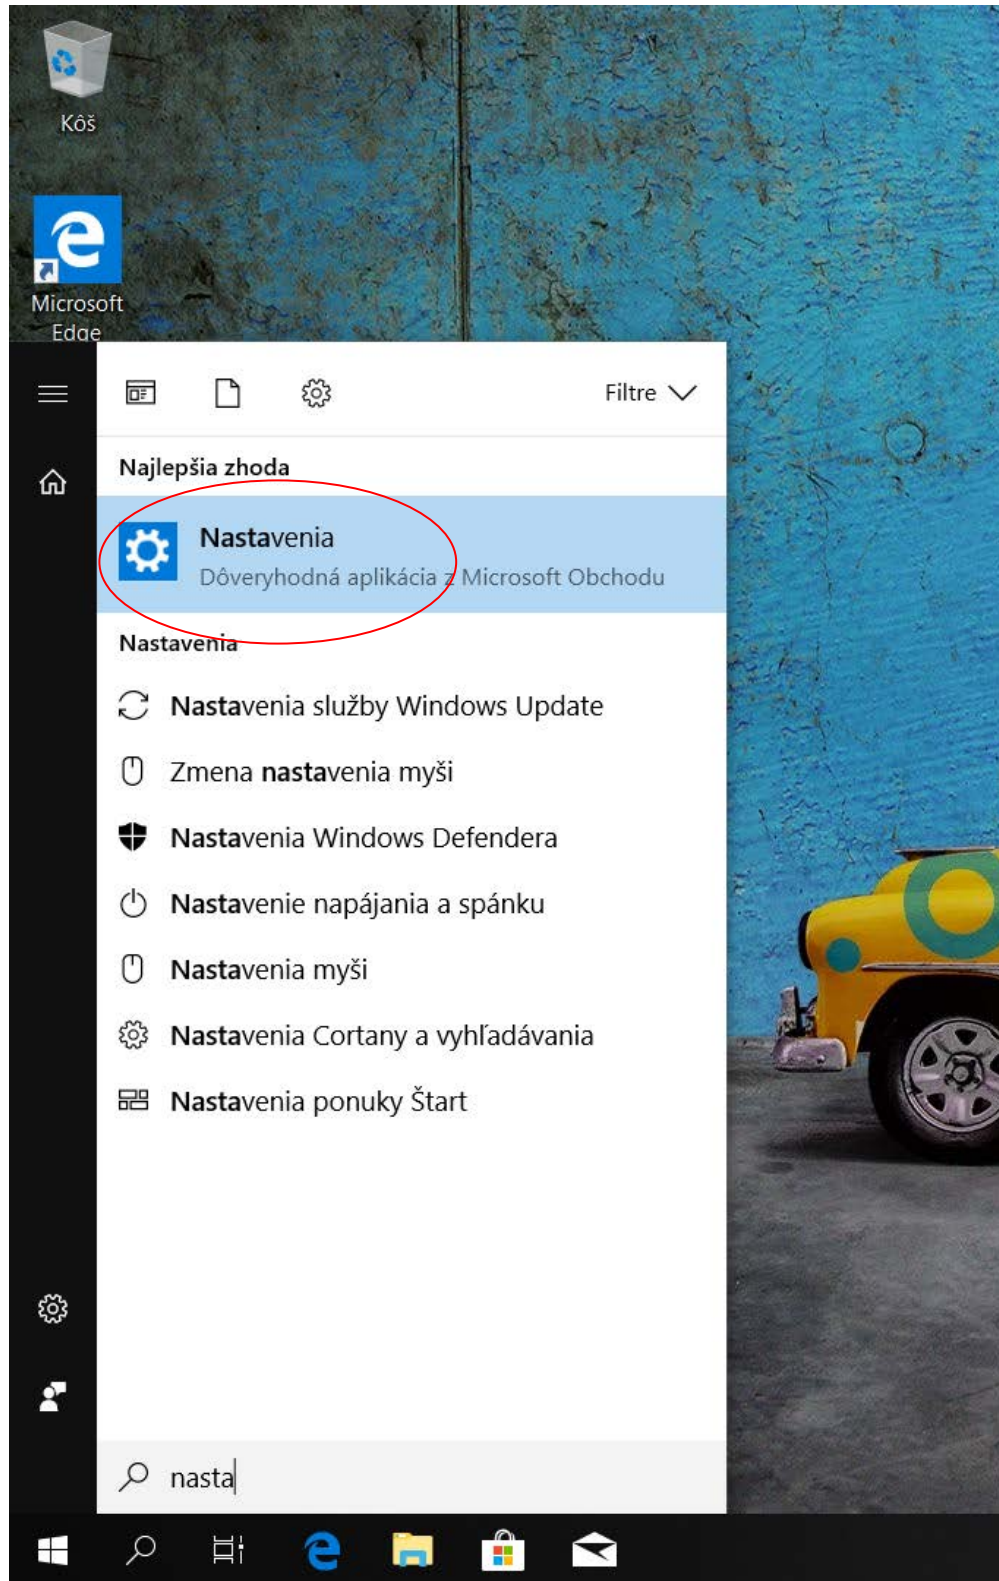 Kôš
Microsoft
Edge
Filtre
Najlepšia zhoda
Nastavenia
Dôveryhodná aplikácia z Microsoft Obchodu
Nastavenia
Nastavenia služby Windows Update
Zmena nastavenia myši
Nastavenia Windows Defendera
Nastavenie napájania a spánku
Nastavenia myši
Nastavenia Cortany a vyhľadávania
Nastavenia ponuky Štart
nasta